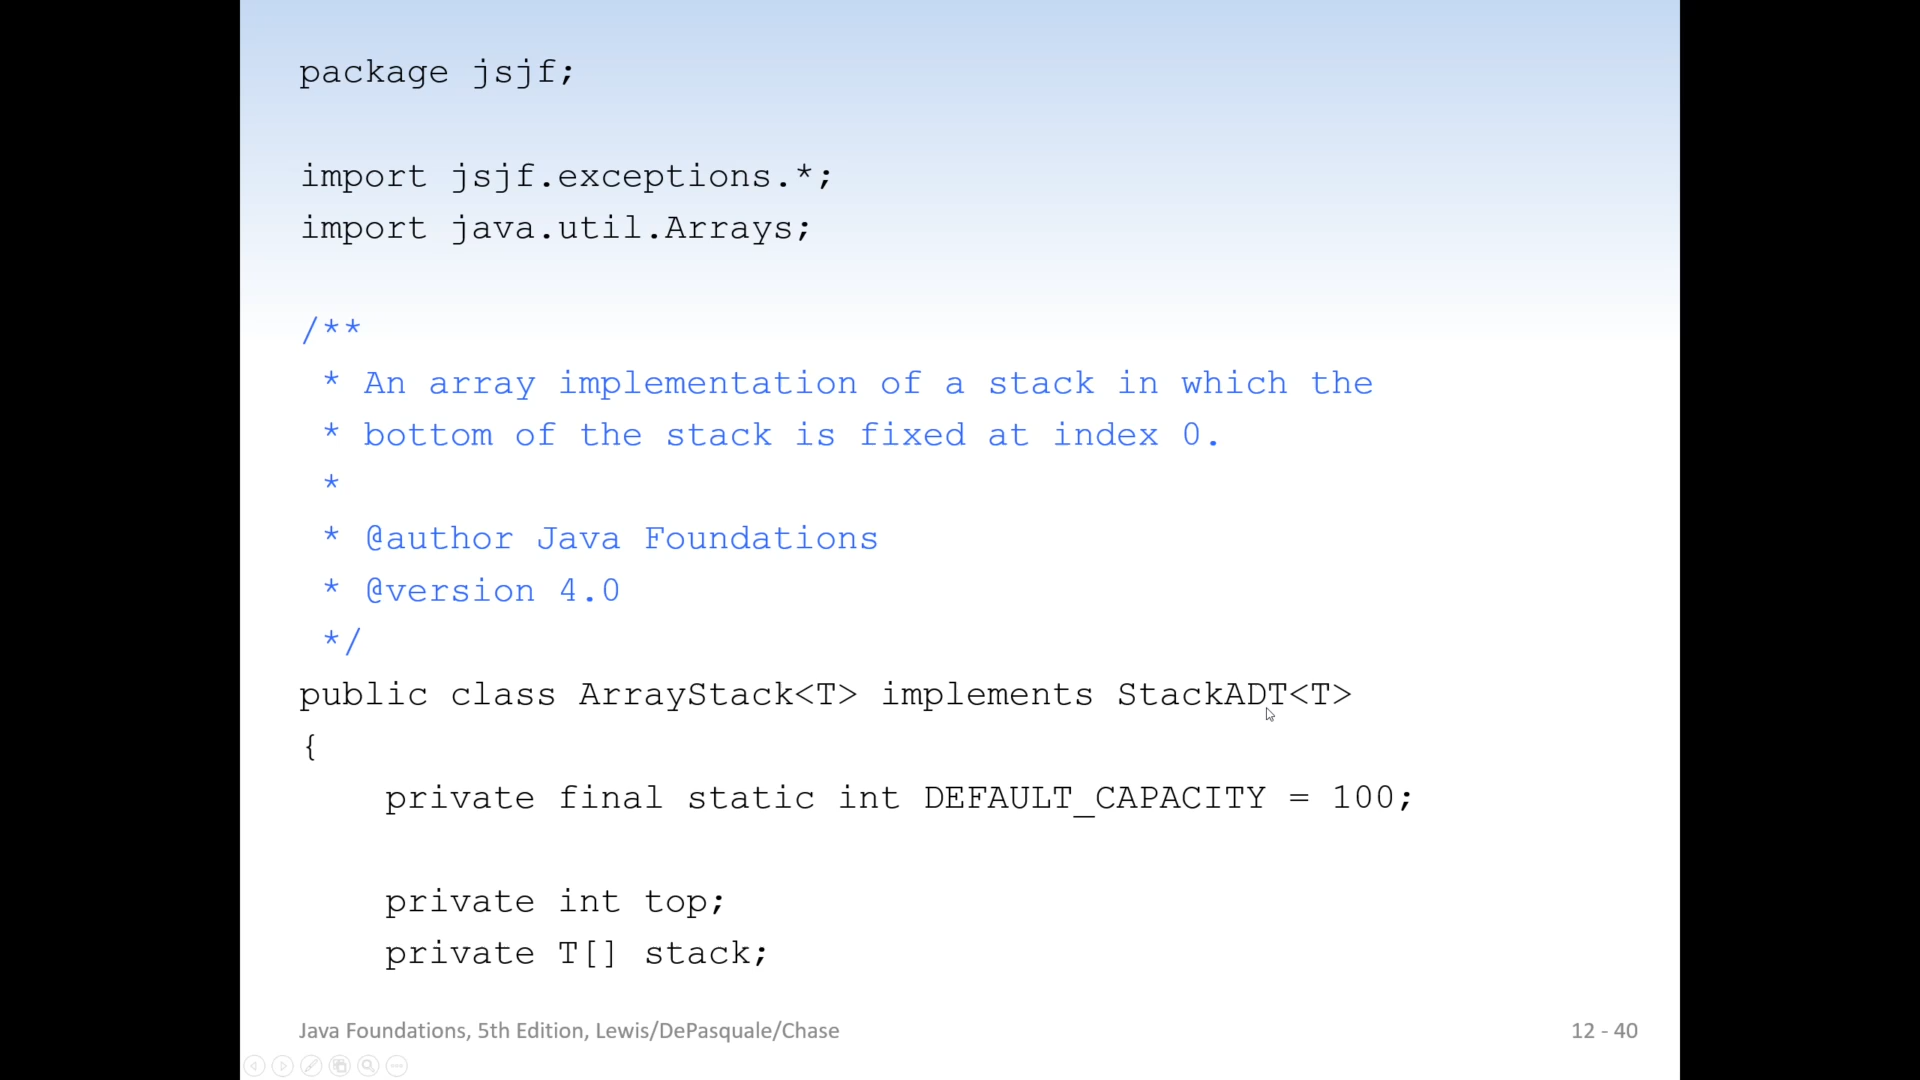 package jsjf;
import jsjf.exceptions.*;
import java.util.Arrays;
/**
 * An array implementation of a stack in which the
 * bottom of the stack is fixed at index 0.
 *
 * @author Java Foundations
 * @version 4.0
 */
public class ArrayStack<T> implements StackADT<T>
{
    private final static int DEFAULT_CAPACITY = 100;
    private int top;
    private T[] stack;
Java Foundations, 5th Edition, Lewis/DePasquale/Chase
12 - 40